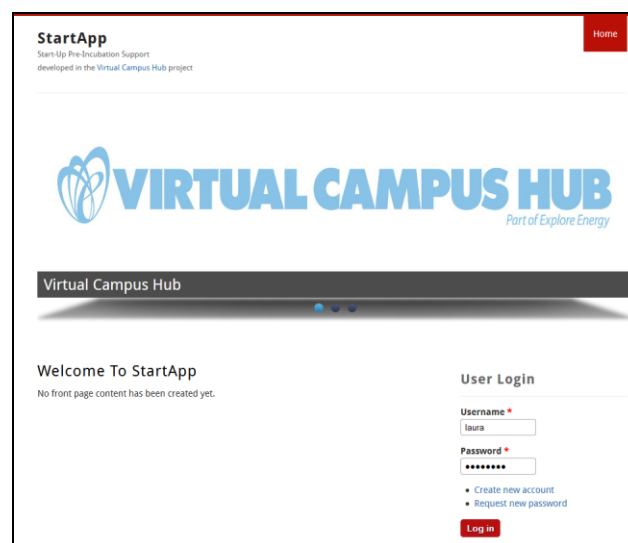 StartApp
Home
Start-Up Pre-Incubation Support
developed in the Virtual Campus Hub project
VIRTUAL CAMPUS HUB
Part of Explore Energy
Virtual Campus Hub
Welcome To StartApp
No front page content has been created yet.
User Login
Username *
laura
Password *
••••••••
Create new account
Request new password
Log in